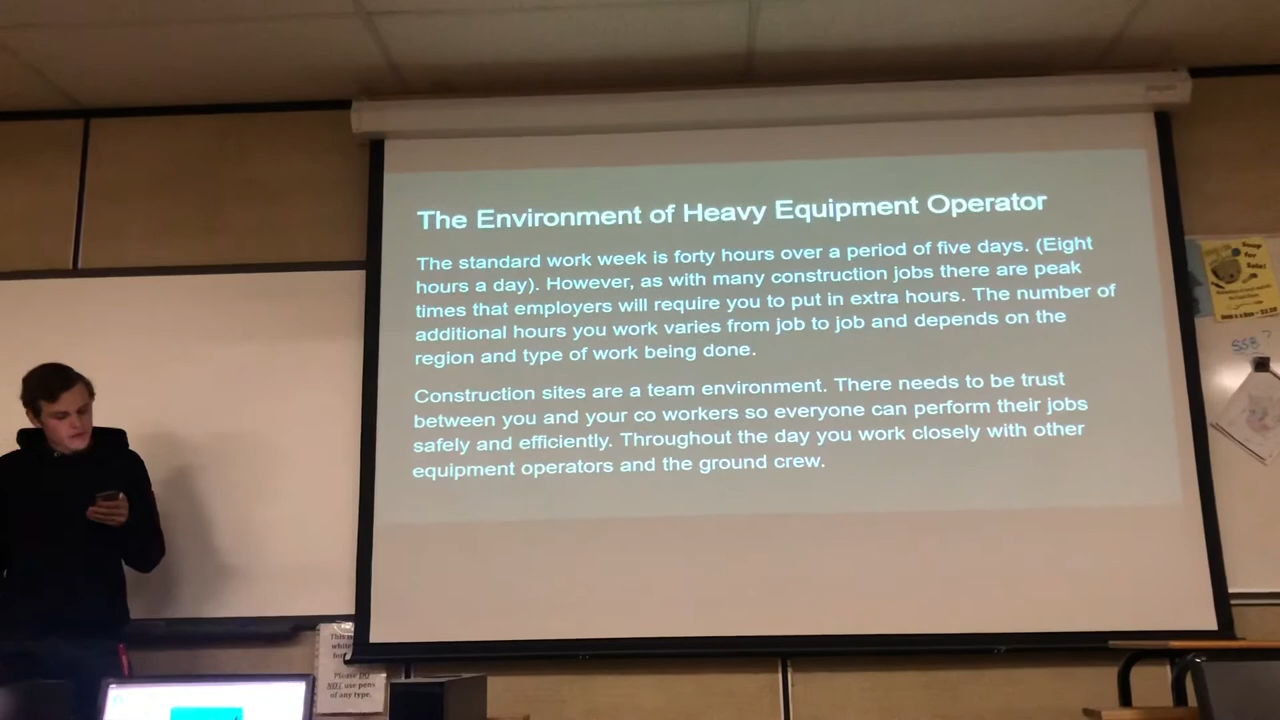 The Environment of Heavy Equipment Operator
The standard work week is forty hours over a period of five days. (Eight
hours a day). However, as with many construction jobs there are peak
times that employers will require you to put in extra hours. The number of
additional hours you work varies from job to job and depends on the
region and type of work being done.
Construction sites are a team environment. There needs to be trust
between you and your co workers so everyone can perform their jobs
safely and efficiently. Throughout the day you work closely with other
equipment operators and the ground crew.
for
Sale!
SSB?
This is
white
Please DO
NOT use pens
of any type.